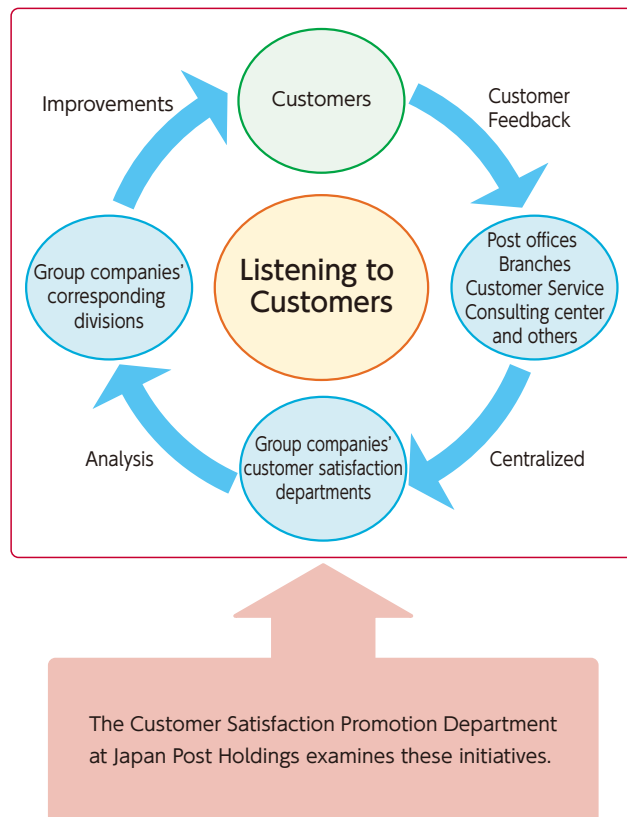 Customers
Customer
Feedback
Post offices
Branches
Customer Service
Consulting center
and others
Centralized
Group companies’
customer satisfaction
departments
Analysis
Group companies’
corresponding
divisions
Improvements
Listening to
Customers
The Customer Satisfaction Promotion Department
at Japan Post Holdings examines these initiatives.